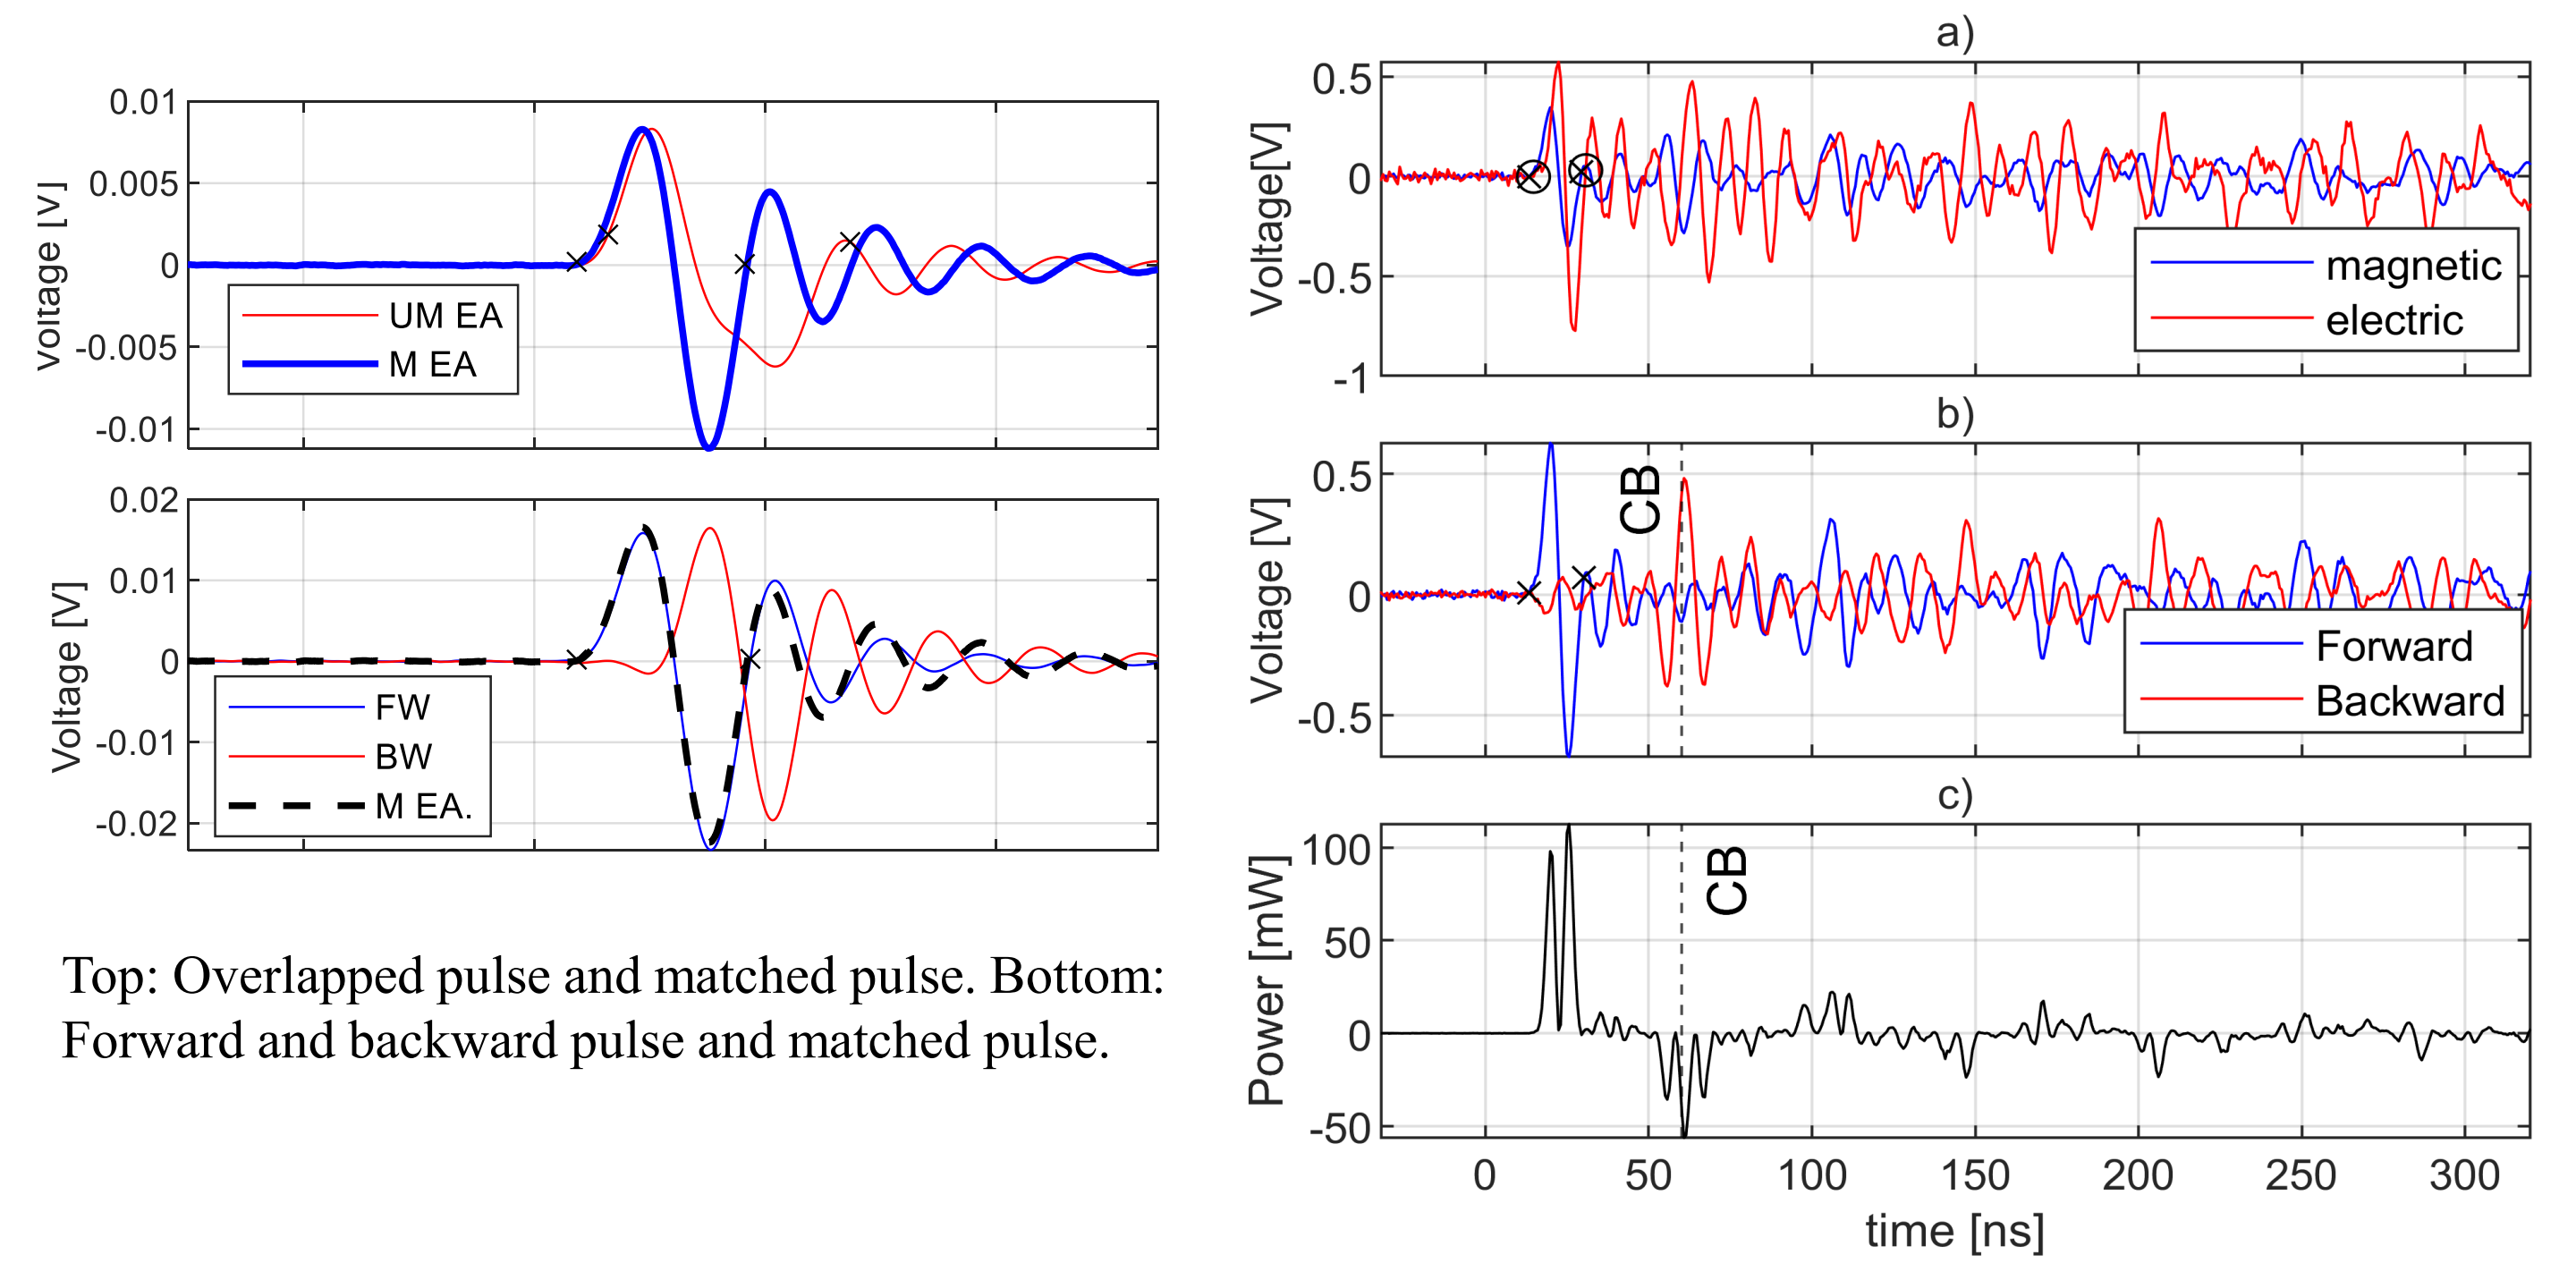 0.01
0.005
0
-0.005
-0.01
Voltage [V]
UM EA
M EA
0.02
0.01
0
-0.01
-0.02
Voltage [V]
FW
BW
M EA.
Top: Overlapped pulse and matched pulse. Bottom:
Forward and backward pulse and matched pulse.
a)
0.5
0
-0.5
-1
Voltage[V]
magnetic
electric
b)
0.5
0
-0.5
Voltage [V]
CB
Forward
Backward
c)
100
50
0
-50
Power [mW]
CB
0 50 100 150 200 250 300
time [ns]